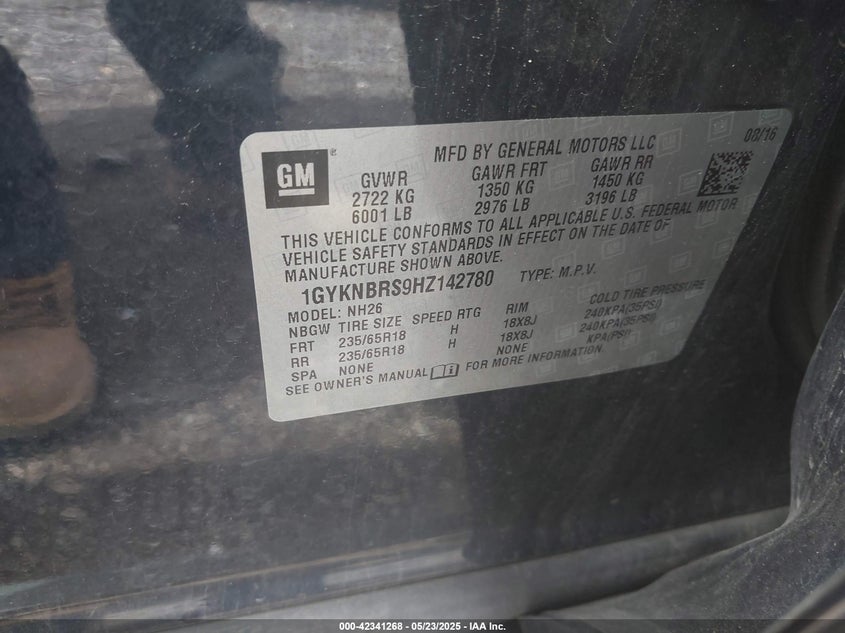 GM
®
MFD BY GENERAL MOTORS LLC 08/16
GVWR GAWR FRT GAWR RR
2722 KG 1350 KG 1450 KG
6001 LB 2976 LB 3196 LB
THIS VEHICLE CONFORMS TO ALL APPLICABLE U.S. FEDERAL MOTOR
VEHICLE SAFETY STANDARDS IN EFFECT ON THE DATE OF
MANUFACTURE SHOWN ABOVE.
1GYKNBRS9HZ142780 TYPE: M.P.V.
MODEL: NH26
NBGW TIRE SIZE SPEED RTG RIM COLD TIRE PRESSURE
FRT 235/65R18 H 18X8J 240KPA(35PSI)
RR 235/65R18 H 18X8J 240KPA(35PSI)
SPA NONE NONE KPA(PSI)
SEE OWNER'S MANUAL FOR MORE INFORMATION.
000-42341268 - 05/23/2025 - IAA Inc.